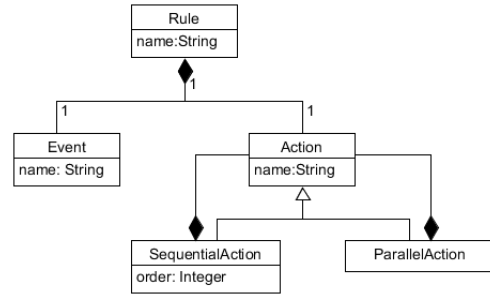 Rule
name:String
1
1
1
Event
Action
name: String
name:String
SequentialAction
ParallelAction
order: Integer